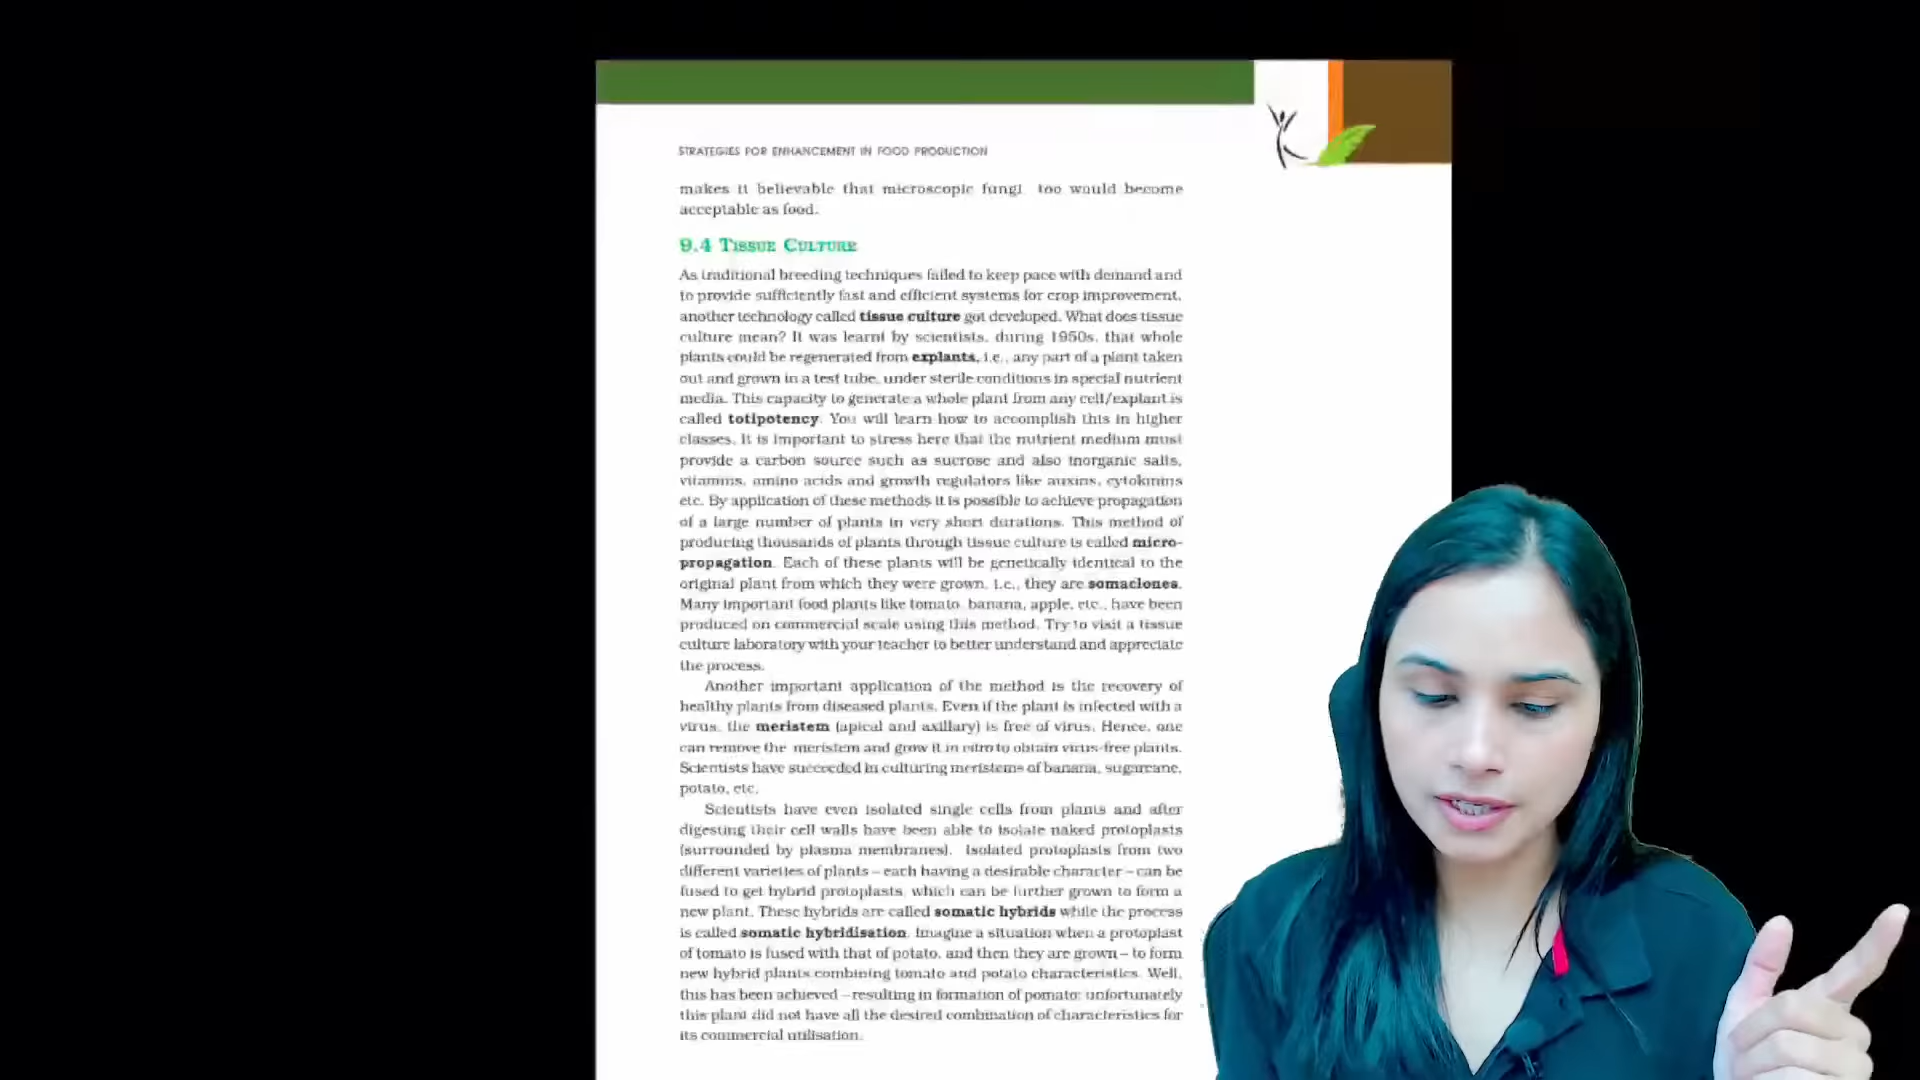 STRATEGIES FOR ENHANCEMENT IN FOOD PRODUCTION
makes it believable that microscopic fungi too would become
acceptable as food.
9.4 TISSUE CULTURE
As traditional breeding techniques failed to keep pace with demand and
to provide sufficiently fast and efficient systems for crop improvement,
another technology called tissue culture got developed. What does tissue
culture mean? It was learnt by scientists, during 1950s, that whole
plants could be regenerated from explants, i.e., any part of a plant taken
out and grown in a test tube, under sterile conditions in special nutrient
media. This capacity to generate a whole plant from any cell/explant is
called totipotency. You will learn how to accomplish this in higher
classes. It is important to stress here that the nutrient medium must
provide a carbon source such as sucrose and also inorganic salts,
vitamins, amino acids and growth regulators like auxins, cytokinins
etc. By application of these methods it is possible to achieve propagation
of a large number of plants in very short durations. This method of
producing thousands of plants through tissue culture is called micro-
propagation. Each of these plants will be genetically identical to the
original plant from which they were grown, i.e., they are somaclones.
Many important food plants like tomato, banana, apple, etc., have been
produced on commercial scale using this method. Try to visit a tissue
culture laboratory with your teacher to better understand and appreciate
the process.
Another important application of the method is the recovery of
healthy plants from diseased plants. Even if the plant is infected with a
virus, the meristem (apical and axillary) is free of virus. Hence, one
can remove the meristem and grow it in vitro to obtain virus-free plants.
Scientists have succeeded in culturing meristems of banana, sugarcane,
potato, etc.
Scientists have even isolated single cells from plants and after
digesting their cell walls have been able to isolate naked protoplasts
(surrounded by plasma membranes). Isolated protoplasts from two
different varieties of plants – each having a desirable character – can be
fused to get hybrid protoplasts, which can be further grown to form a
new plant. These hybrids are called somatic hybrids while the process
is called somatic hybridisation. Imagine a situation when a protoplast
of tomato is fused with that of potato, and then they are grown – to form
new hybrid plants combining tomato and potato characteristics. Well,
this has been achieved – resulting in formation of pomato; unfortunately
this plant did not have all the desired combination of characteristics for
its commercial utilisation.